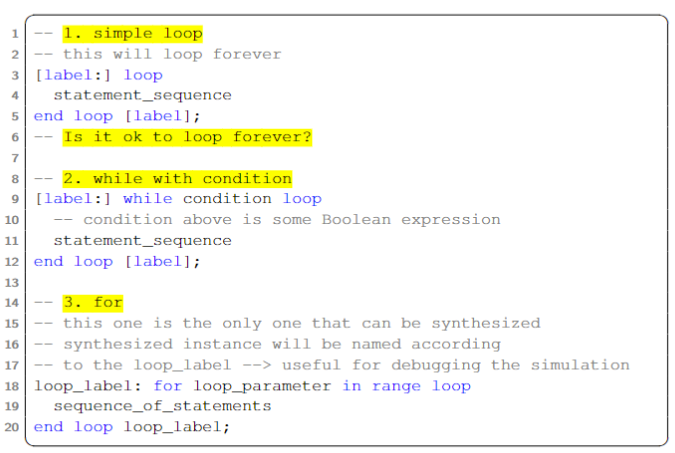 1 -- 1. simple loop
2 -- this will loop forever
3 [label:] loop
4   statement_sequence
5 end loop [label];
6 -- Is it ok to loop forever?
7
8 -- 2. while with condition
9 [label:] while condition loop
10   -- condition above is some Boolean expression
11   statement_sequence
12 end loop [label];
13
14 -- 3. for
15 -- this one is the only one that can be synthesized
16 -- synthesized instance will be named according
17 -- to the loop_label --> useful for debugging the simulation
18 loop_label: for loop_parameter in range loop
19   sequence_of_statements
20 end loop loop_label;